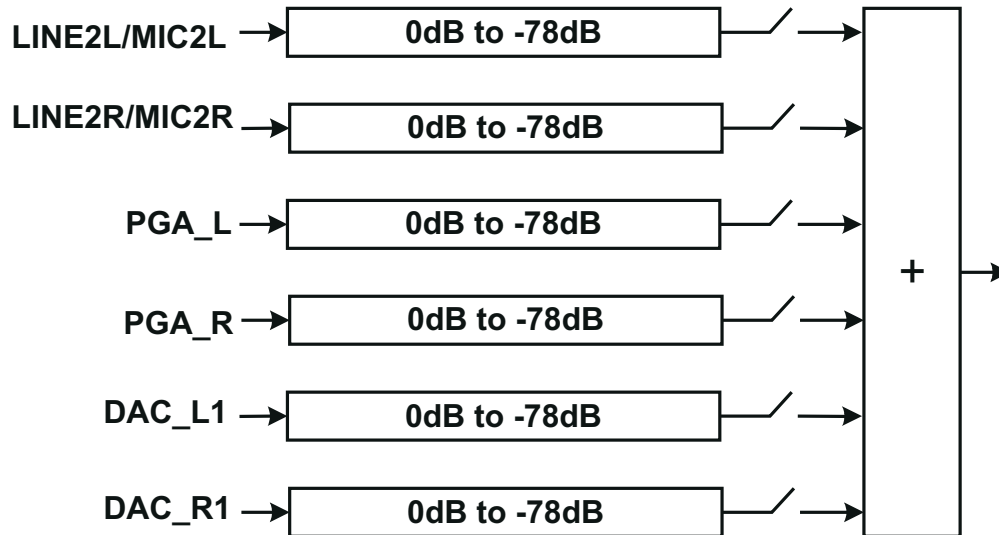 LINE2L/MIC2L 0dB to -78dB
LINE2R/MIC2R 0dB to -78dB
PGA_L 0dB to -78dB
+
PGA_R 0dB to -78dB
DAC_L1 0dB to -78dB
DAC_R1 0dB to -78dB